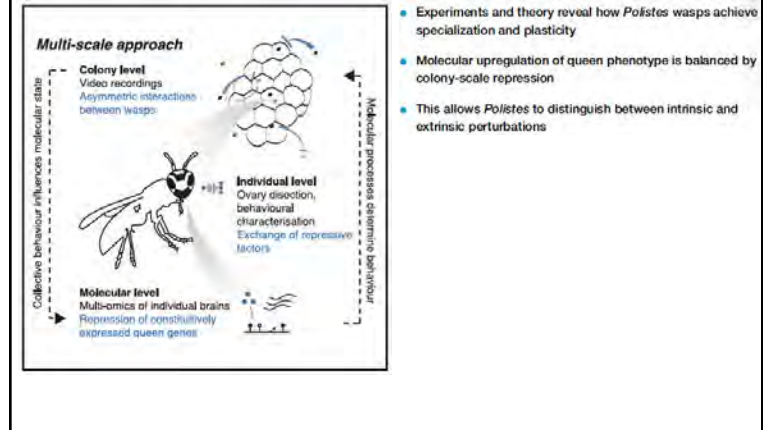 Multi-scale approach
Colony level
Video recordings
Asymmetric interactions
between wasps
Individual level
Ovary disection,
behavioural
characterisation
Exchange of repressive
factors
Molecular level
Multi-omics of individual brains
Repression of constitutively
expressed queen genes
Collective behaviour influences molecular state
Molecular processes determine behaviour
• Experiments and theory reveal how Polistes wasps achieve
specialization and plasticity
• Molecular upregulation of queen phenotype is balanced by
colony-scale repression
• This allows Polistes to distinguish between intrinsic and
extrinsic perturbations